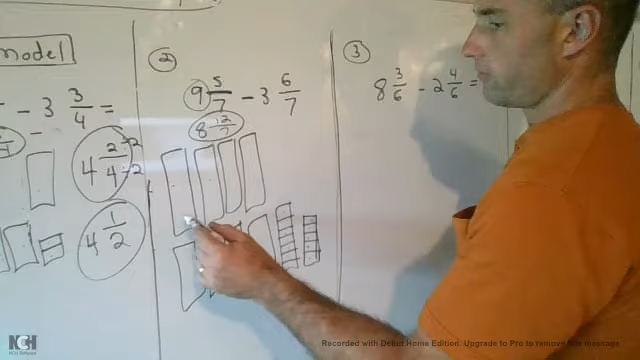 model
- 3 3/4 =
4 2/4 ÷2 ÷2
4 1/2
②
9 5/7 - 3 6/7
8 12/7
③
8 3/6 - 2 4/6 =
NCH
NCH Software
Recorded with Debut Home Edition. Upgrade to Pro to remove this message